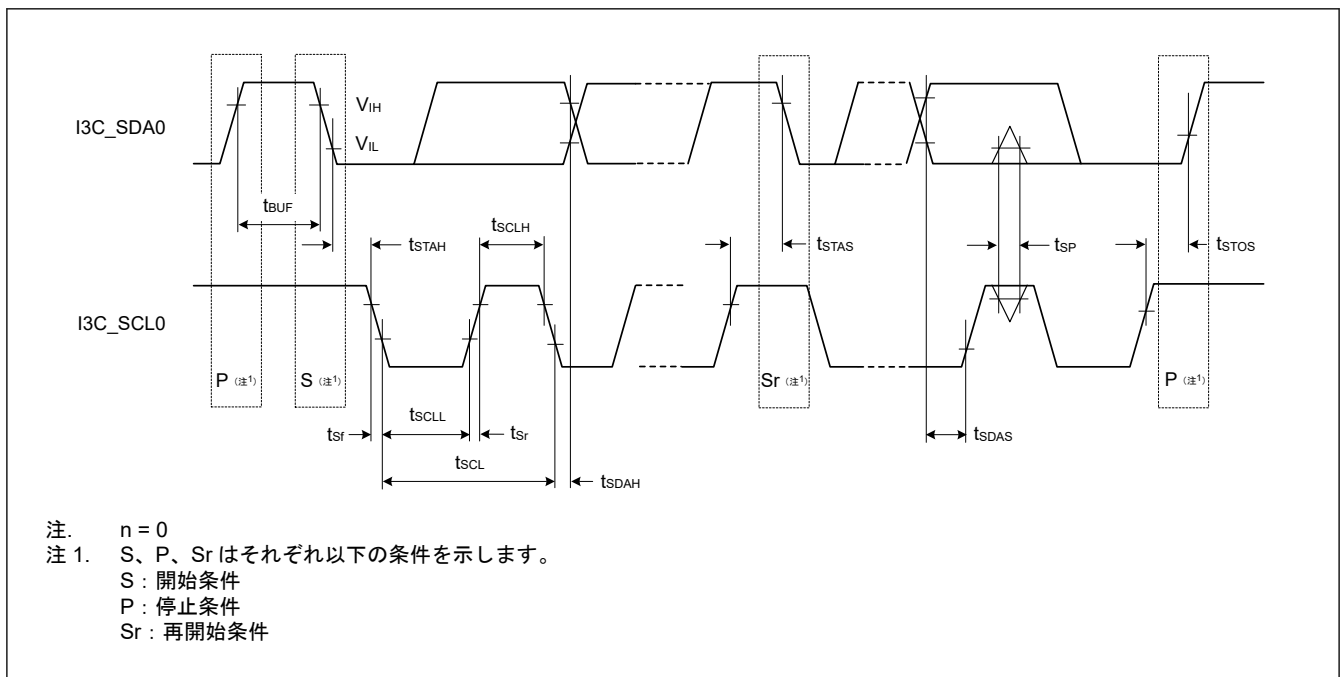 I3C_SDA0
VIH
VIL
tBUF
tSTAH
tSCLH
tSTAS
tSP
tSTOS
I3C_SCL0
P（注1）
S（注1）
Sr（注1）
P（注1）
tSf
tSCLL
tSr
tSDAS
tSCL
tSDAH
注. n = 0
注 1. S、P、Sr はそれぞれ以下の条件を示します。
S：開始条件
P：停止条件
Sr：再開始条件